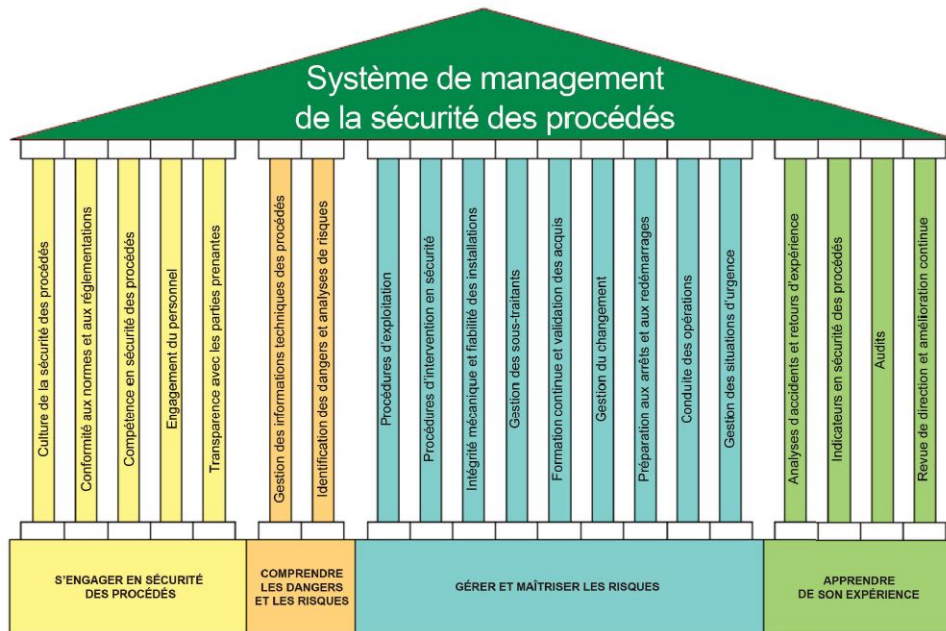 Système de management
de la sécurité des procédés
Culture de la sécurité des procédés
Conformité aux normes et aux réglementations
Compétence en sécurité des procédés
Engagement du personnel
Transparence avec les parties prenantes
Gestion des informations techniques des procédés
Identification des dangers et analyses de risques
Procédures d'exploitation
Procédures d'intervention en sécurité
Intégrité mécanique et fiabilité des installations
Gestion des sous-traitants
Formation continue et validation des acquis
Gestion du changement
Préparation aux arrêts et aux redémarrages
Conduite des opérations
Gestion des situations d'urgence
Analyses d'accidents et retours d'expérience
Indicateurs en sécurité des procédés
Audits
Revue de direction et amélioration continue
S'ENGAGER EN SÉCURITÉ
DES PROCÉDÉS
COMPRENDRE
LES DANGERS
ET LES RISQUES
GÉRER ET MAÎTRISER LES RISQUES
APPRENDRE
DE SON EXPÉRIENCE